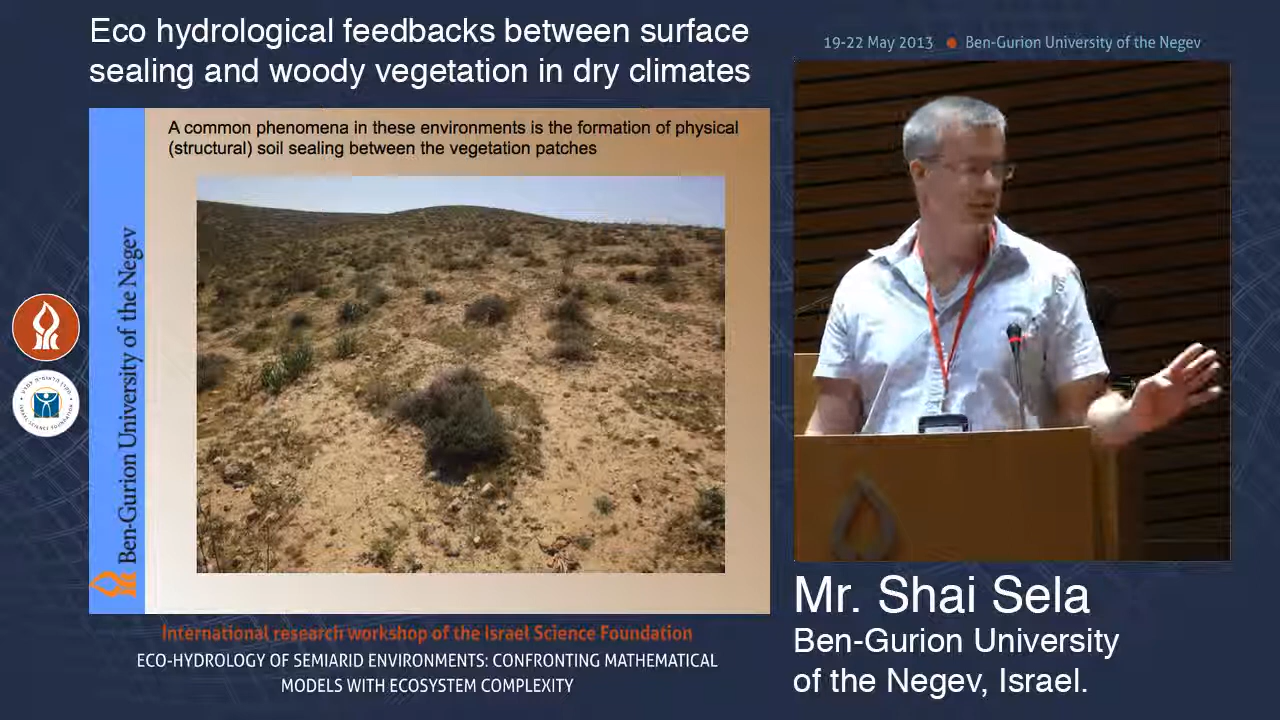 Eco hydrological feedbacks between surface
sealing and woody vegetation in dry climates
19-22 May 2013 ● Ben-Gurion University of the Negev
A common phenomena in these environments is the formation of physical
(structural) soil sealing between the vegetation patches
Ben-Gurion University of the Negev
Mr. Shai Sela
Ben-Gurion University
of the Negev, Israel.
International research workshop of the Israel Science Foundation
ECO-HYDROLOGY OF SEMIARID ENVIRONMENTS: CONFRONTING MATHEMATICAL
MODELS WITH ECOSYSTEM COMPLEXITY